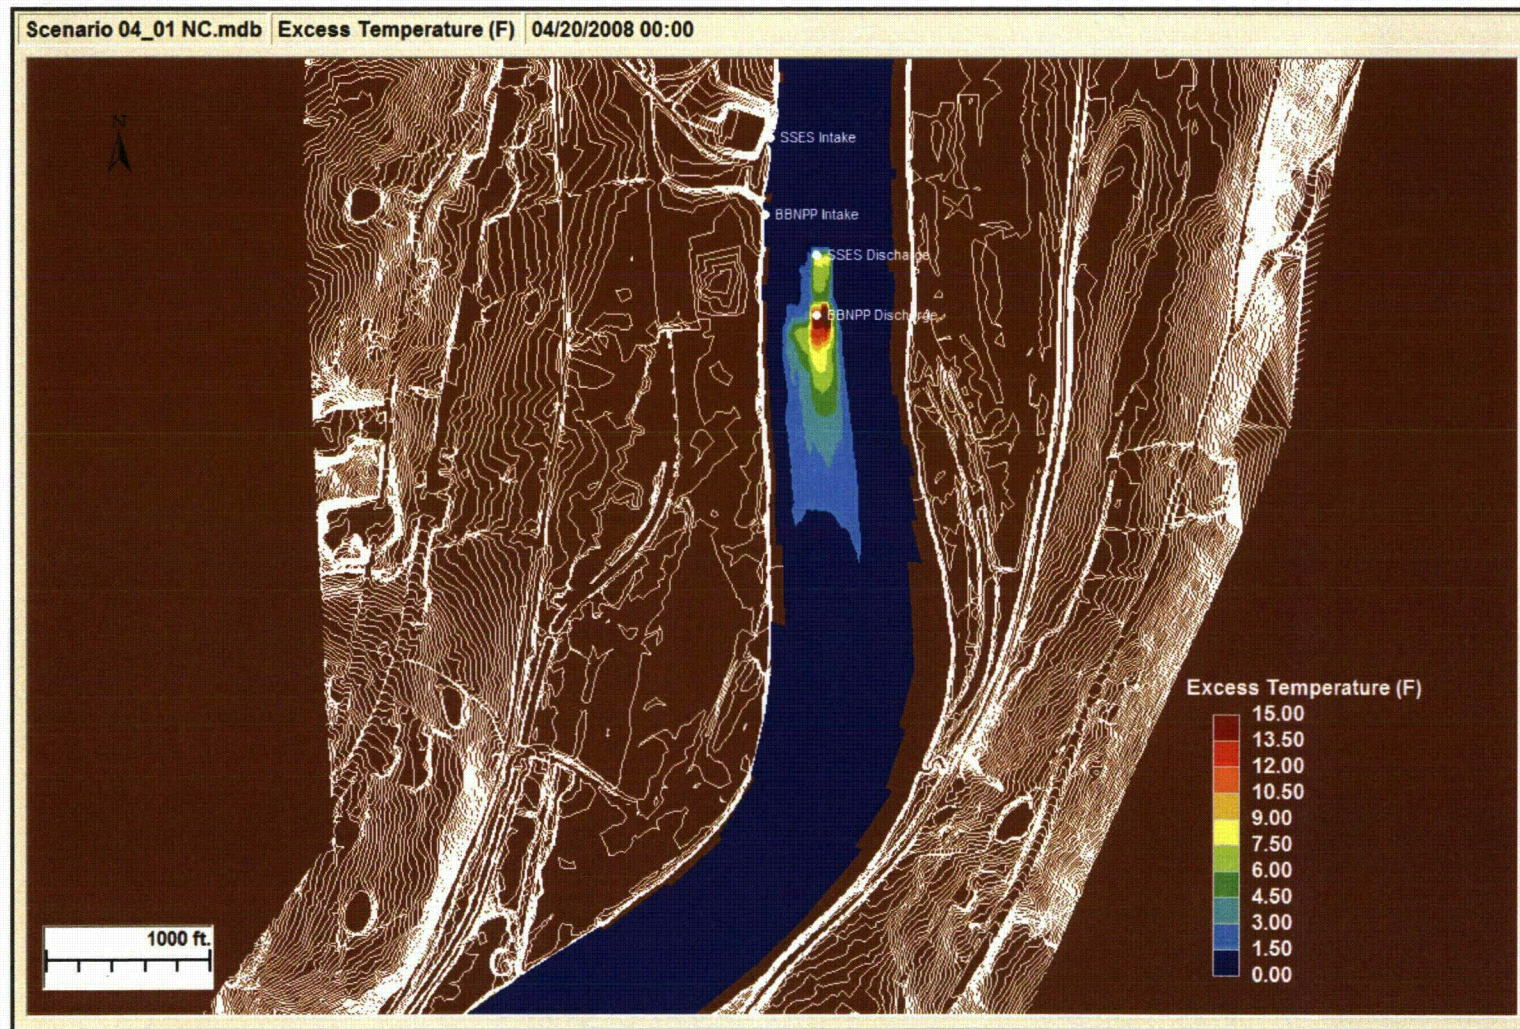 Scenario 04_01 NC.mdb Excess Temperature (F) 04/20/2008 00:00
N
SSES Intake
BBNPP Intake
SSES Discharge
BBNPP Discharge
Excess Temperature (F)
15.00
13.50
12.00
10.50
9.00
7.50
6.00
4.50
3.00
1.50
0.00
1000 ft.